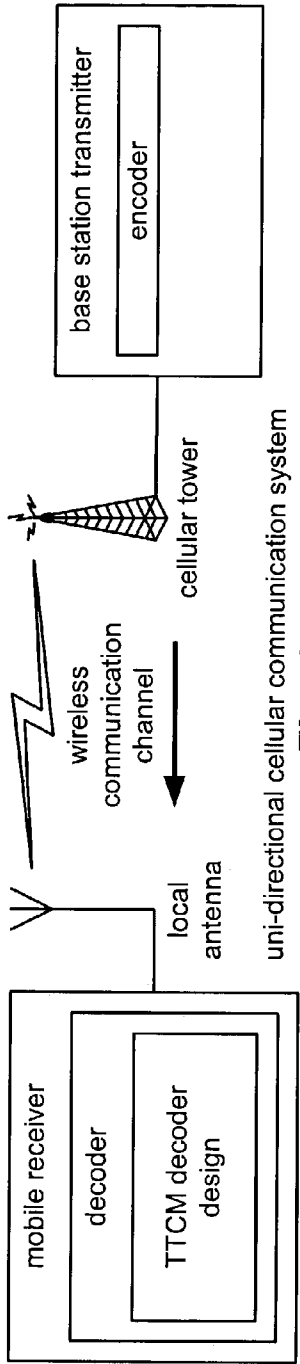 mobile receiver
decoder
TTCM decoder
design
local
antenna
wireless
communication
channel
cellular tower
base station transmitter
encoder
uni-directional cellular communication system